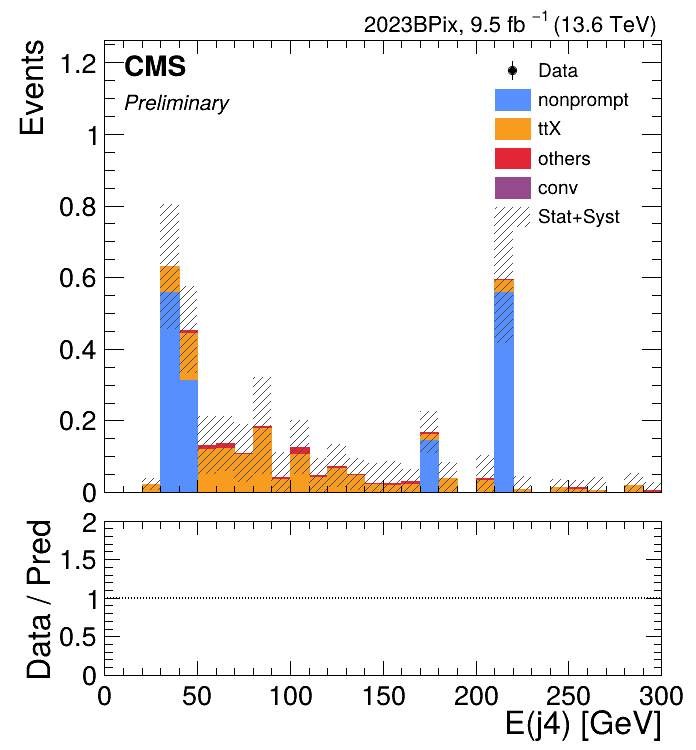 2023BPix, 9.5 fb⁻¹ (13.6 TeV)
CMS
Preliminary
Events
1.2
1
0.8
0.6
0.4
0.2
0
Data
nonprompt
ttX
others
conv
Stat+Syst
Data / Pred
2
1.5
1
0.5
0
0 50 100 150 200 250 300
E(j4) [GeV]